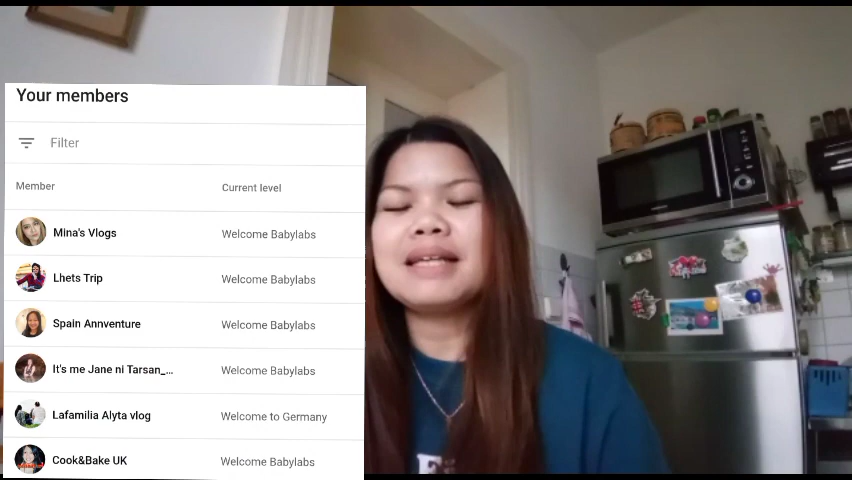 Your members
Filter
Member Current level
Mina's Vlogs Welcome Babylabs
Lhets Trip Welcome Babylabs
Spain Annventure Welcome Babylabs
It's me Jane ni Tarsan_... Welcome Babylabs
Lafamilia Alyta vlog Welcome to Germany
Cook&Bake UK Welcome Babylabs